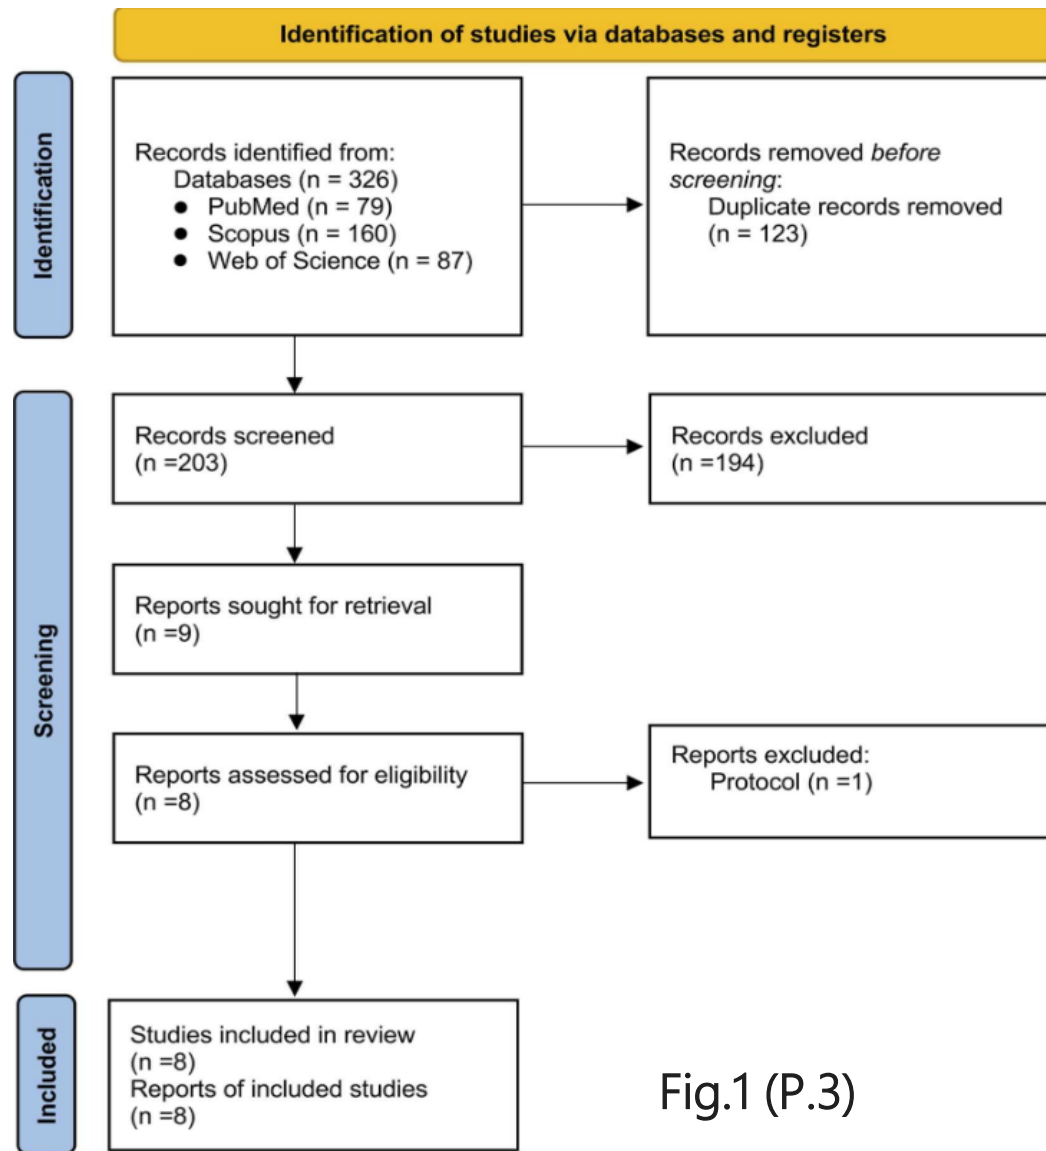 Identification of studies via databases and registers
Identification
Records identified from:
Databases (n = 326)
● PubMed (n = 79)
● Scopus (n = 160)
● Web of Science (n = 87)
Records removed before
screening:
Duplicate records removed
(n = 123)
Screening
Records screened
(n =203)
Records excluded
(n =194)
Reports sought for retrieval
(n =9)
Reports assessed for eligibility
(n =8)
Reports excluded:
Protocol (n =1)
Included
Studies included in review
(n =8)
Reports of included studies
(n =8)
Fig.1 (P.3)